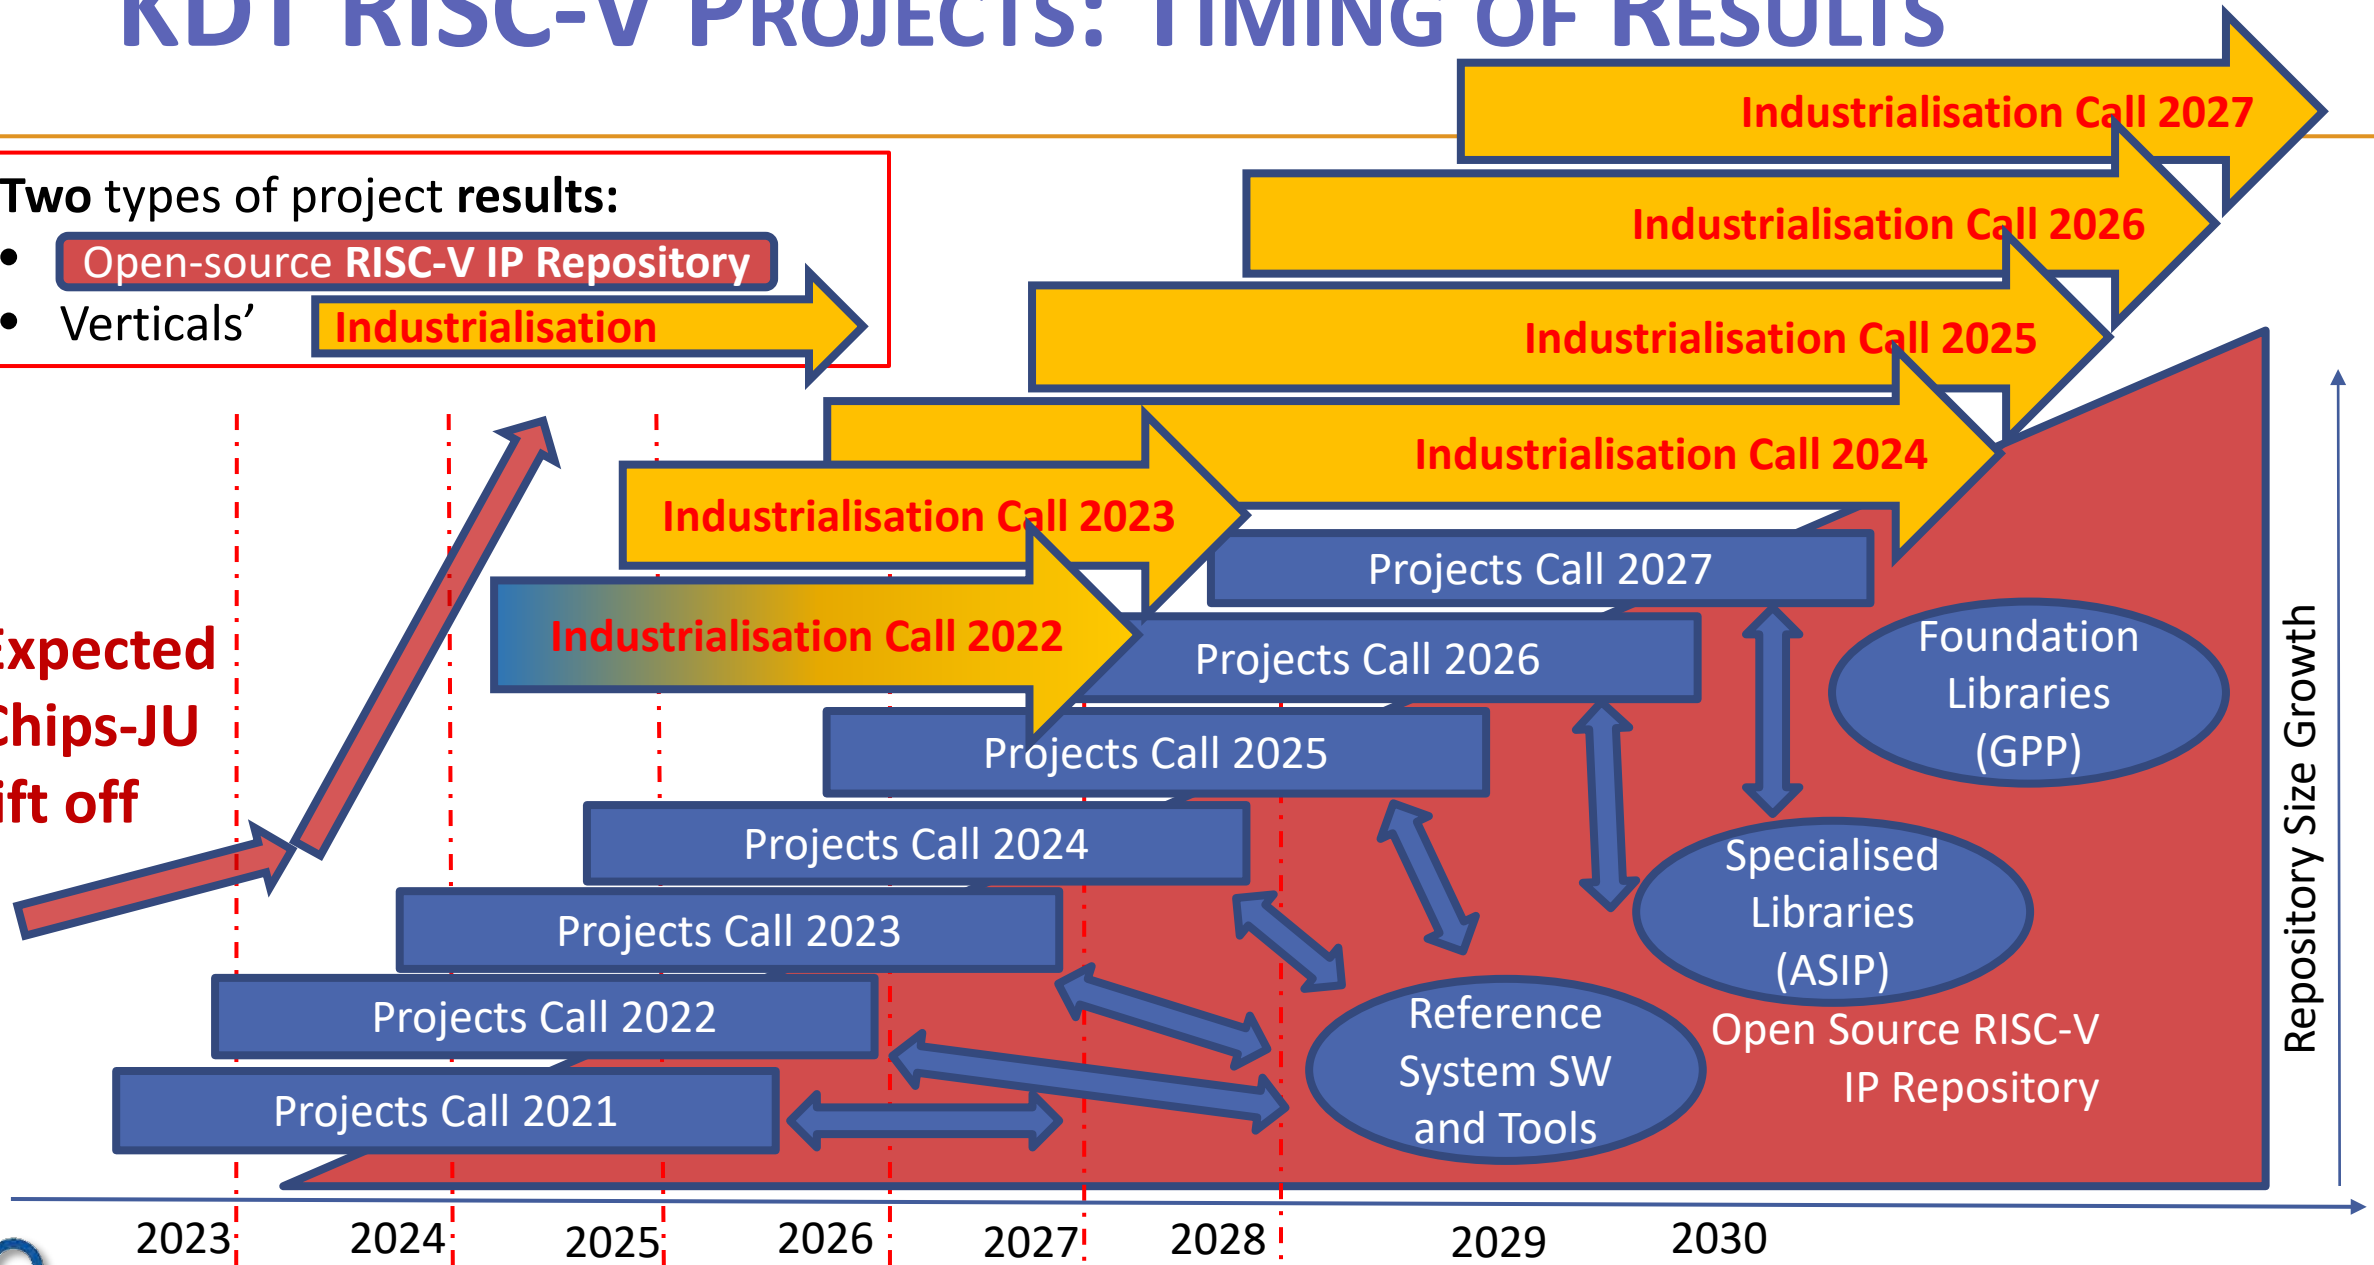 KDT RISC-V PROJECTS: TIMING OF RESULTS
Industrialisation Call 2027
Two types of project results:
Industrialisation Call 2026
• Open-source RISC-V IP Repository
• Verticals’ Industrialisation
Industrialisation Call 2025
Industrialisation Call 2024
Industrialisation Call 2023
Projects Call 2027
Industrialisation Call 2022
Expected
Chips-JU
lift off
Projects Call 2026
Foundation
Libraries
(GPP)
Projects Call 2025
Projects Call 2024
Specialised
Libraries
(ASIP)
Projects Call 2023
Projects Call 2022
Reference
System SW
and Tools
Open Source RISC-V
IP Repository
Projects Call 2021
Repository Size Growth
2023 2024 2025 2026 2027 2028 2029 2030